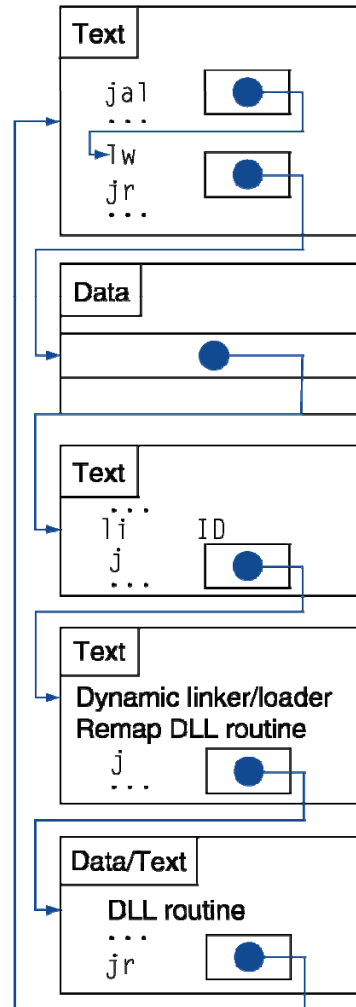 Text
jal
...
lw
jr
...
Data
Text
...
li ID
j
...
Text
Dynamic linker/loader
Remap DLL routine
j
...
Data/Text
DLL routine
...
jr